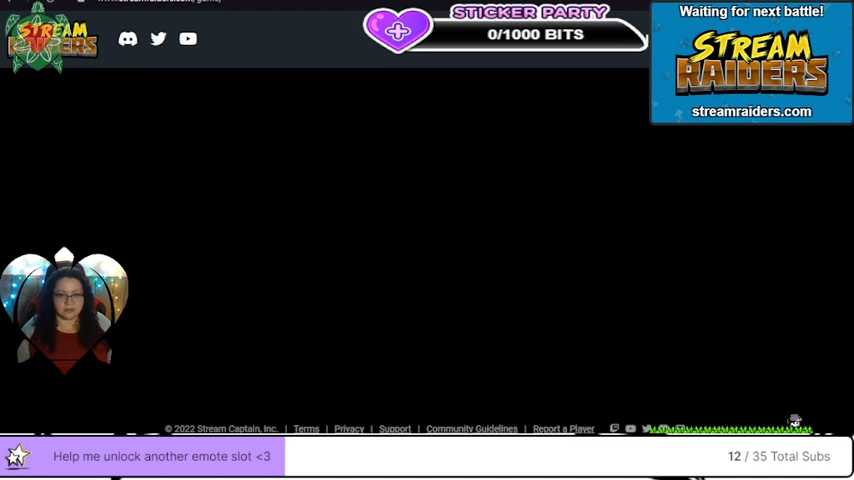 STICKER PARTY
0/1000 BITS
Waiting for next battle!
STREAM
RAIDERS
STREAM
RAIDERS
streamraiders.com
© 2022 Stream Captain, Inc. | Terms | Privacy | Support | Community Guidelines | Report a Player
Help me unlock another emote slot <3
12 / 35 Total Subs